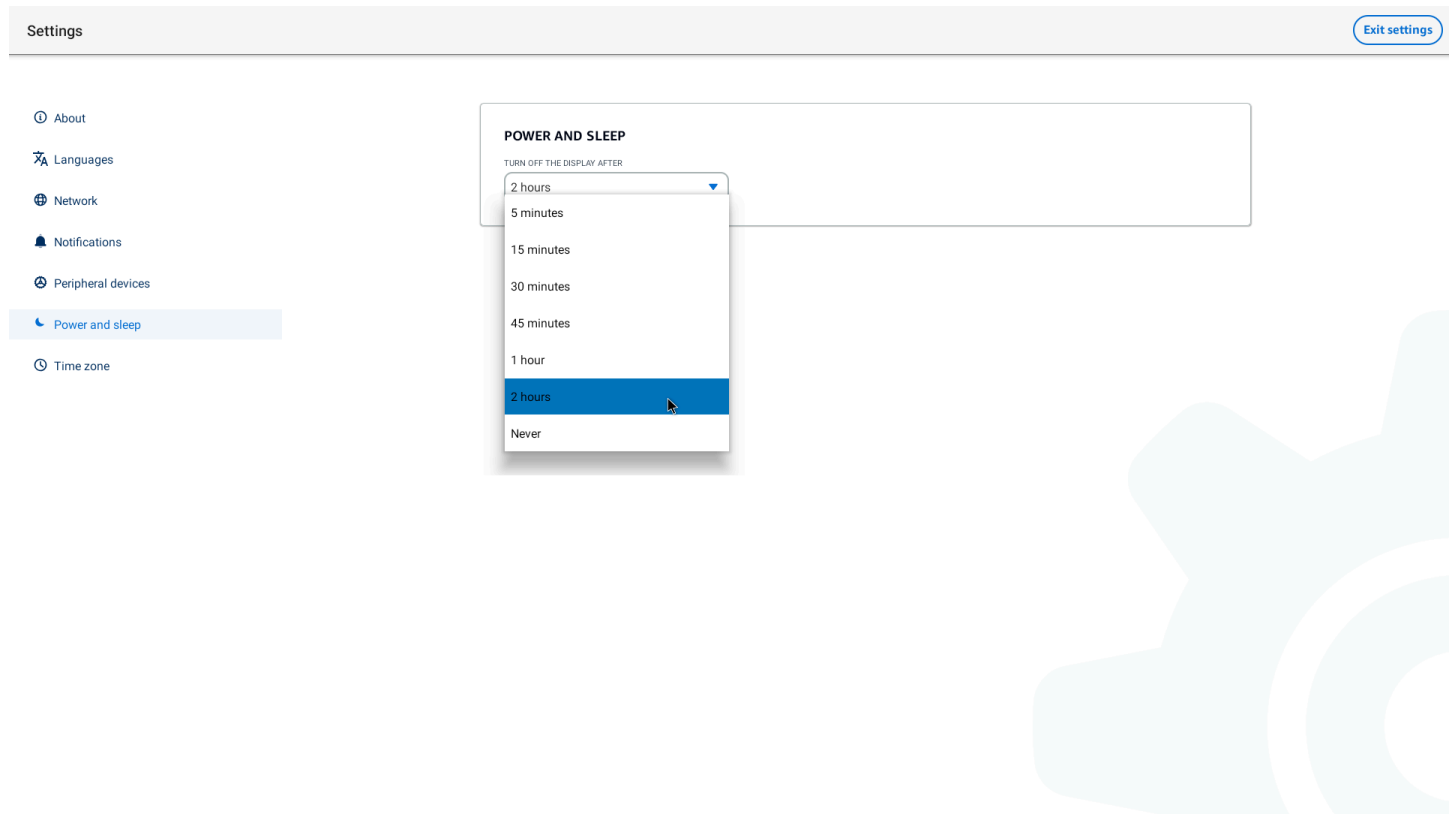 Settings
Exit settings
About
Languages
Network
Notifications
Peripheral devices
Power and sleep
Time zone
POWER AND SLEEP
TURN OFF THE DISPLAY AFTER
2 hours
5 minutes
15 minutes
30 minutes
45 minutes
1 hour
2 hours
Never